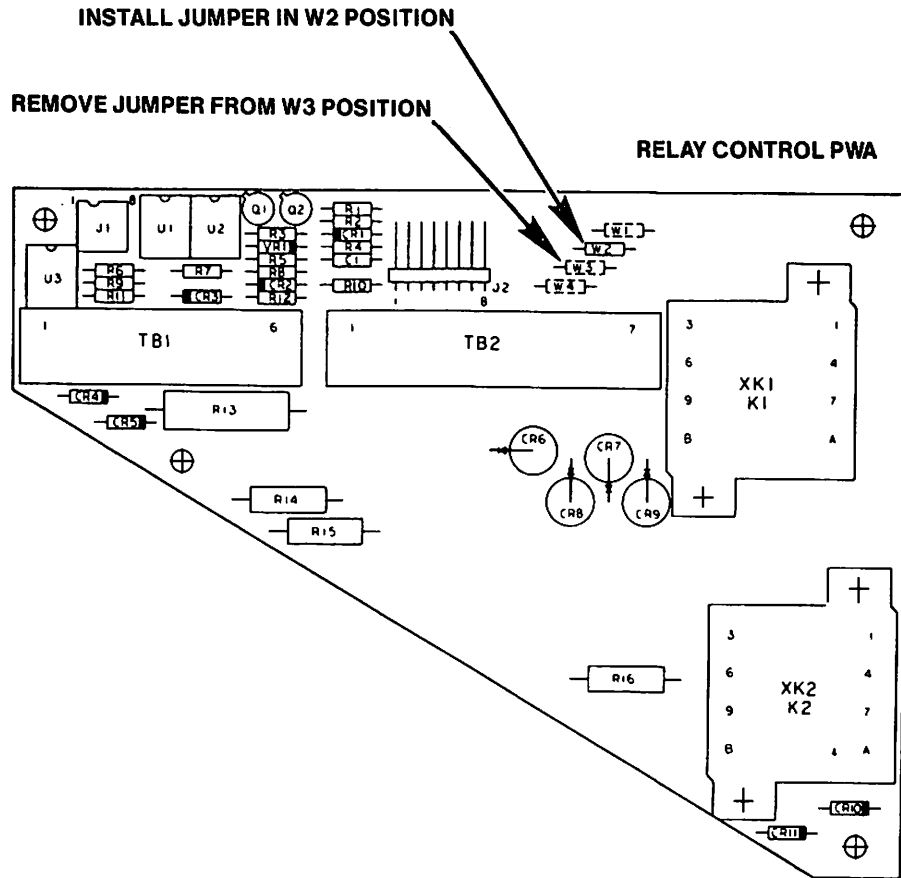 INSTALL JUMPER IN W2 POSITION
REMOVE JUMPER FROM W3 POSITION
RELAY CONTROL PWA
1 8
J1
U1
U2
U3
Q1
Q2
R1
R2
CR1
R4
C1
R3
VR1
R5
R8
CR2
R12
R6
R9
R11
R7
CR3
R10
1 8
J2
W1
W2
W3
W4
1 6
TB1
1 7
TB2
3 1
6 4
XK1
K1
9 7
B A
CR4
CR5
R13
CR6
CR7
CR8
CR9
R14
R15
R16
3 1
6 4
XK2
K2
9 7
B 4 A
CR10
CR11